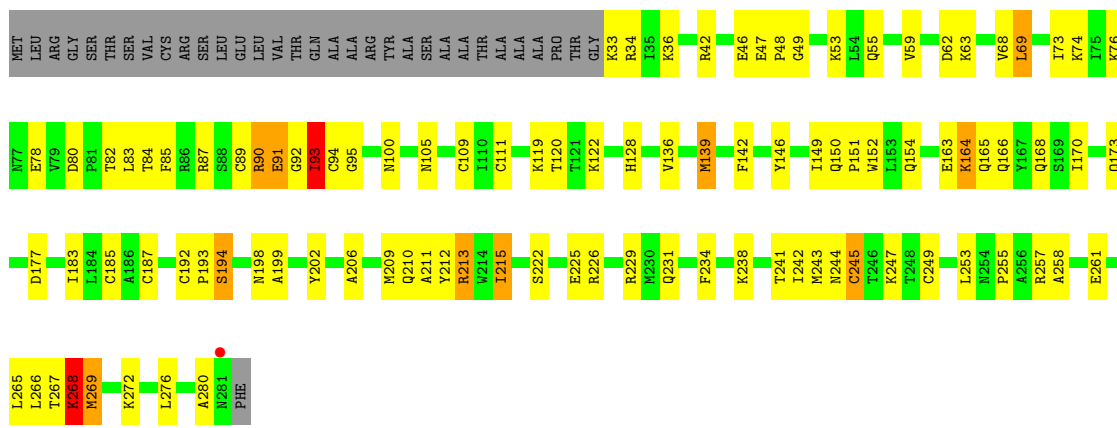 MET LEU ARG GLY SER THR SER VAL CYS ARG SER LEU GLU LEU VAL THR GLN ALA ALA ARG TYR ALA SER ALA ALA ALA THR ALA ALA ALA PRO THR GLY K33 R34 I35 K36 R42 E46 E47 P48 G49 K53 L54 Q55 V59 D62 K63 V68 L69 I73 K74 I75 K76
N77 E78 V79 D80 P81 T82 L83 T84 F85 R86 R87 S88 C89 R90 E91 G92 I93 C94 G95 N100 N105 C109 I110 C111 K119 T120 T121 K122 H128 V136 M139 F142 Y146 I149 Q150 P151 W152 L153 Q154 E163 K164 Q165 Q166 Y167 Q168 S169 I170
D177 I183 L184 C185 A186 C187 C192 P193 S194 N198 A199 Y202 A206 M209 Q210 A211 Y212 R213 W214 I215 S222 E225 R226 R229 M230 Q231 F234 K238 T241 I242 M243 N244 C245 T246 K247 T248 C249 L253 N254 P255 A256 R257 A258 E261
L265 L266 T267 K268 M269 K272 L276 A280 N281 PHE